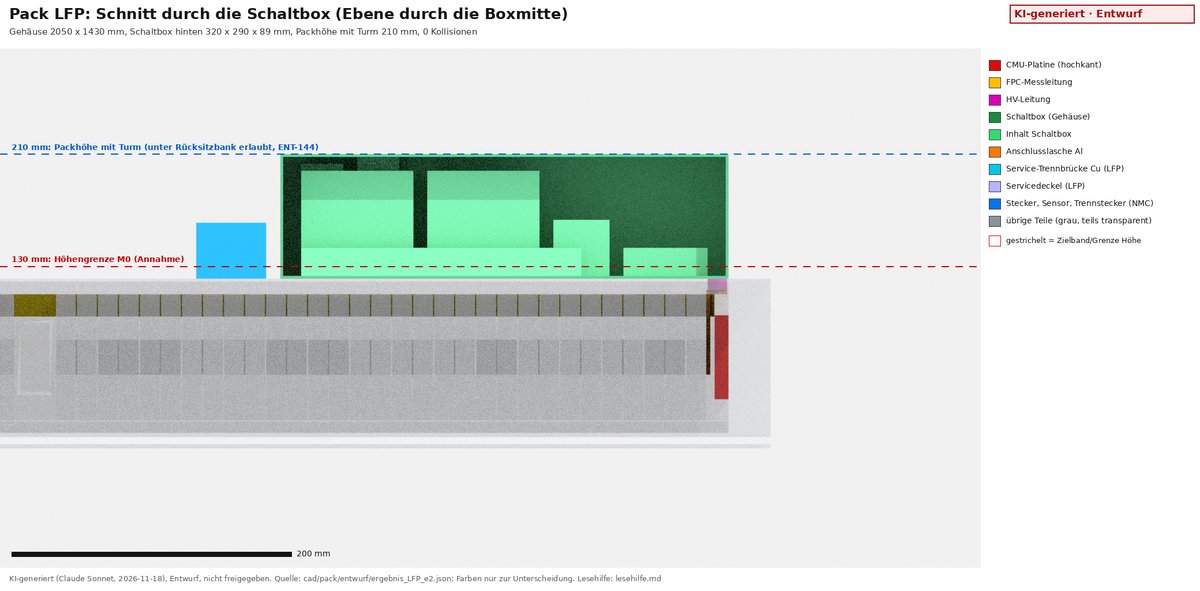 Pack LFP: Schnitt durch die Schaltbox (Ebene durch die Boxmitte)
KI-generiert · Entwurf
Gehäuse 2050 x 1430 mm, Schaltbox hinten 320 x 290 x 89 mm, Packhöhe mit Turm 210 mm, 0 Kollisionen
CMU-Platine (hochkant)
FPC-Messleitung
HV-Leitung
Schaltbox (Gehäuse)
Inhalt Schaltbox
Anschlusslasche Al
Service-Trennbrücke Cu (LFP)
Servicedeckel (LFP)
Stecker, Sensor, Trennstecker (NMC)
übrige Teile (grau, teils transparent)
gestrichelt = Zielband/Grenze Höhe
210 mm: Packhöhe mit Turm (unter Rücksitzbank erlaubt, ENT-144)
130 mm: Höhengrenze M0 (Annahme)
200 mm
KI-generiert (Claude Sonnet, 2026-11-18), Entwurf, nicht freigegeben. Quelle: cad/pack/entwurf/ergebnis_LFP_e2.json; Farben nur zur Unterscheidung. Lesehilfe: lesehilfe.md